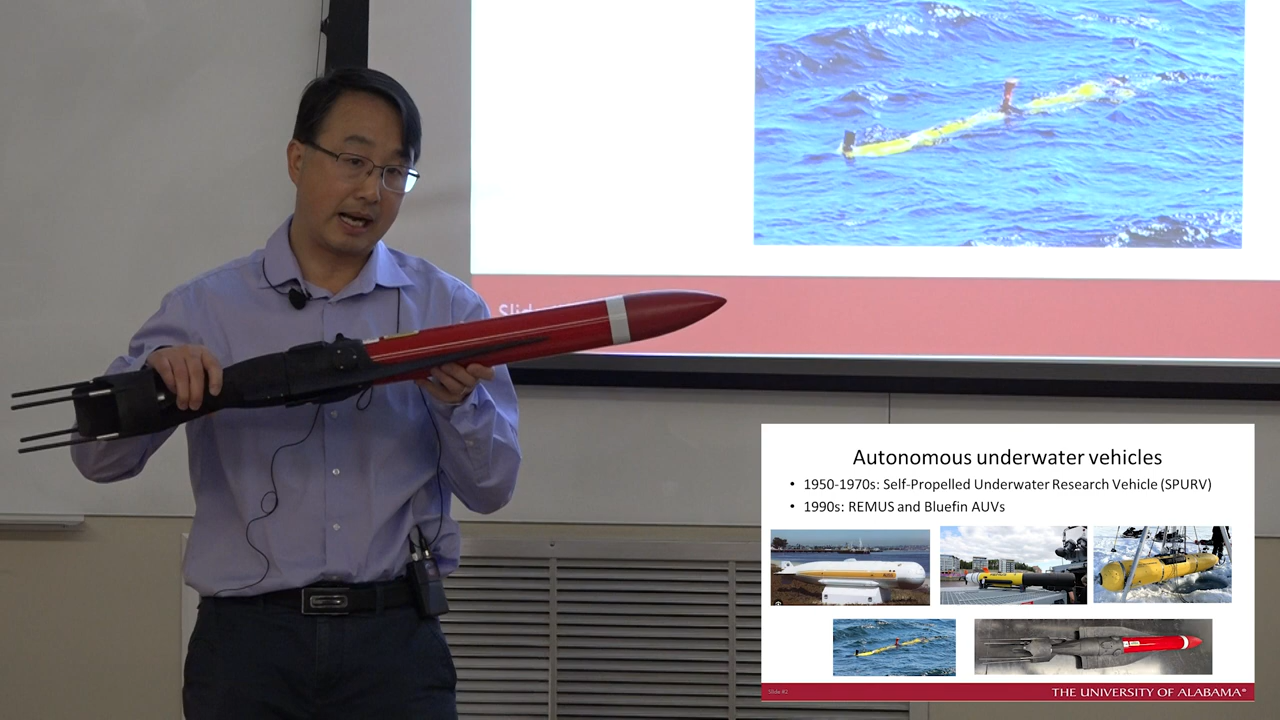 Autonomous underwater vehicles
• 1950-1970s: Self-Propelled Underwater Research Vehicle (SPURV)
• 1990s: REMUS and Bluefin AUVs
Slide #2
THE UNIVERSITY OF ALABAMA®